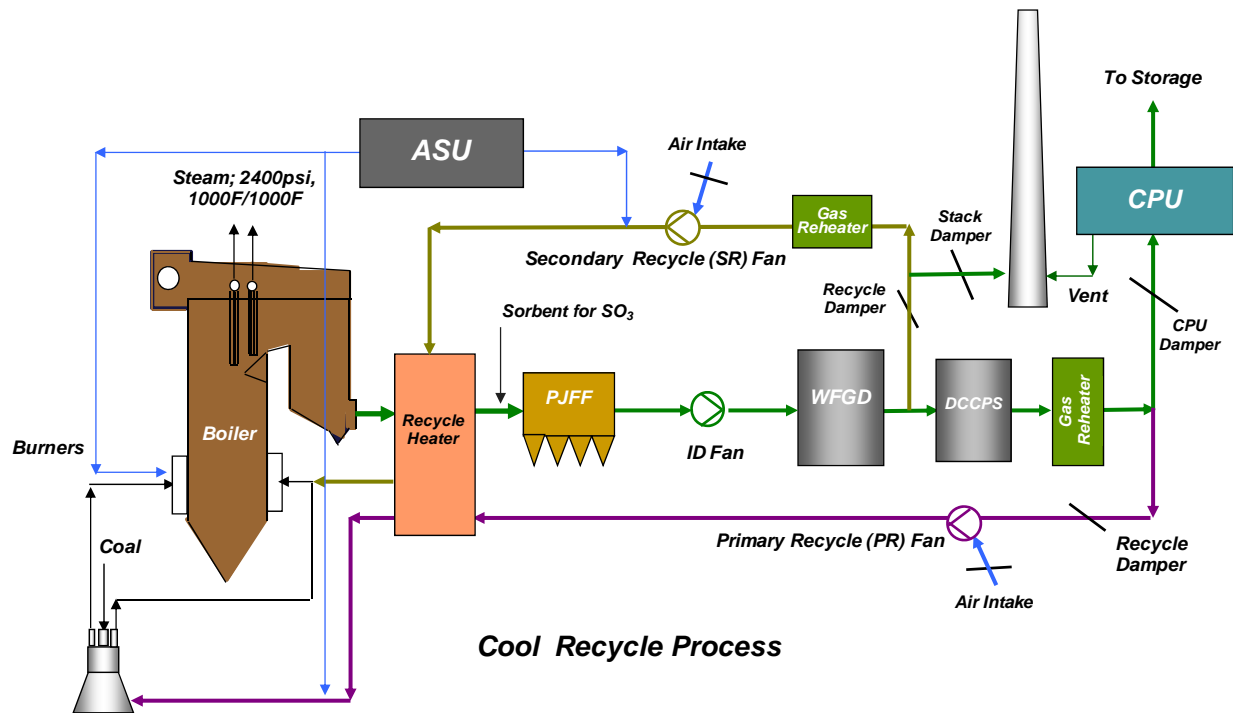 To Storage
ASU
Air Intake
CPU
Steam; 2400psi,
1000F/1000F
Gas
Reheater
Stack
Damper
Secondary Recycle (SR) Fan
Recycle
Damper
Vent
CPU
Damper
Sorbent for SO₃
PJFF
WFGD
DCCPS
Gas
Reheater
Recycle
Heater
Boiler
Burners
ID Fan
Coal
Primary Recycle (PR) Fan
Recycle
Damper
Air Intake
Cool Recycle Process